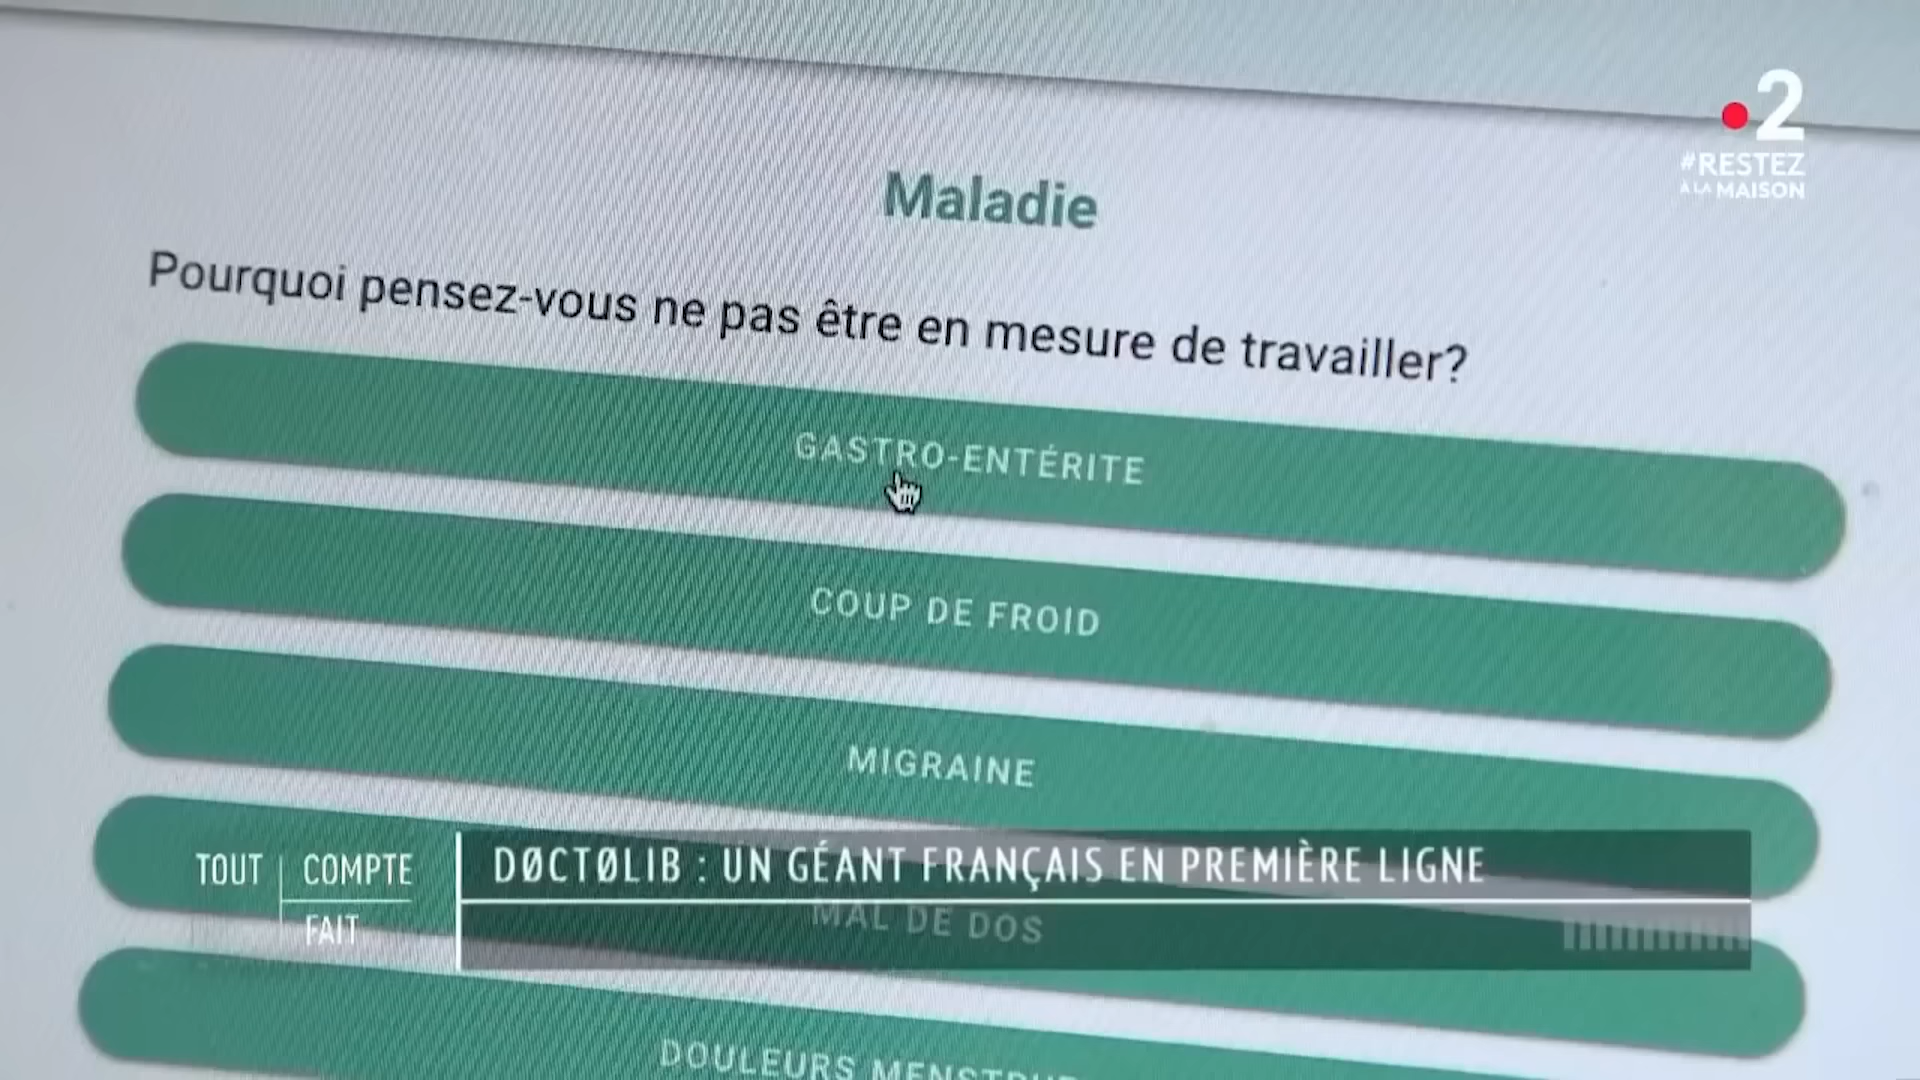 2
#RESTEZ
À LA MAISON
Maladie
Pourquoi pensez-vous ne pas être en mesure de travailler?
GASTRO-ENTÉRITE
COUP DE FROID
MIGRAINE
TOUT COMPTE
FAIT
DØCTØLIB : UN GÉANT FRANÇAIS EN PREMIÈRE LIGNE
MAL DE DOS
DOULEURS